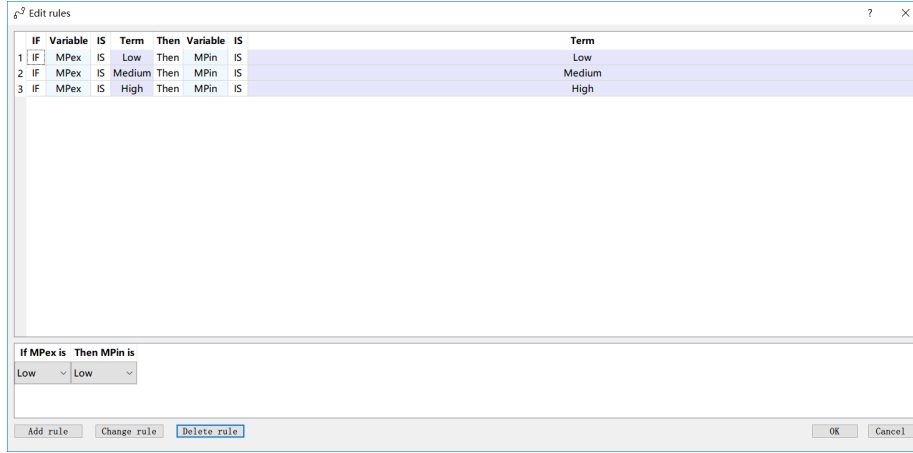 Edit rules ? ×
IF Variable IS Term Then Variable IS Term
1 IF MPex IS Low Then MPin IS Low
2 IF MPex IS Medium Then MPin IS Medium
3 IF MPex IS High Then MPin IS High
If MPex is Then MPin is
Low Low
Add rule Change rule Delete rule OK Cancel